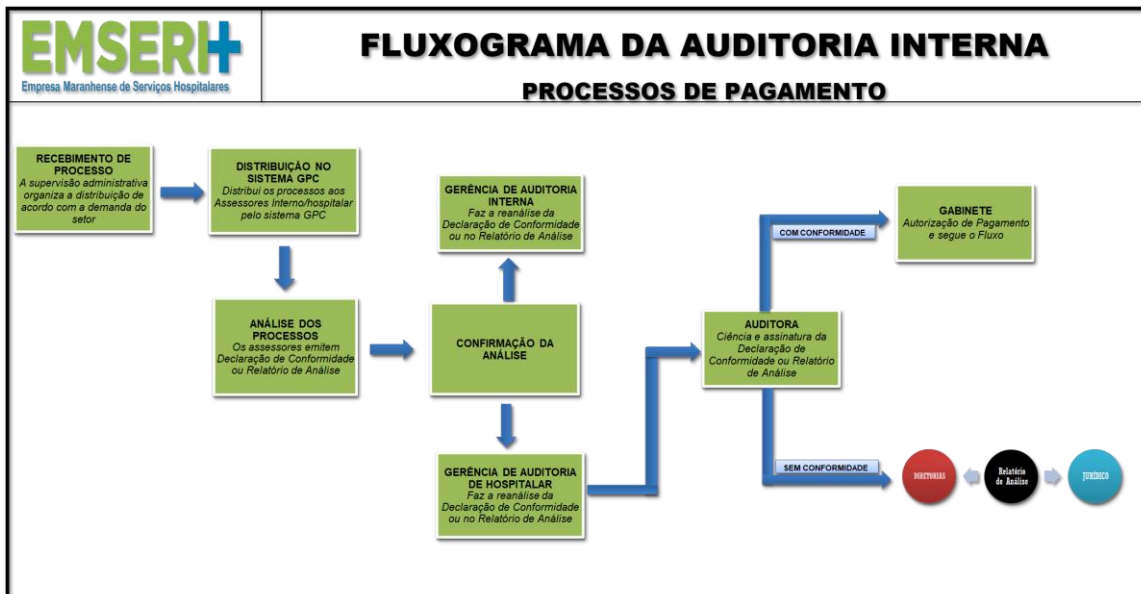 EMSERH
Empresa Maranhense de Serviços Hospitalares
FLUXOGRAMA DA AUDITORIA INTERNA
PROCESSOS DE PAGAMENTO
RECEBIMENTO DE
PROCESSO
A supervisão administrativa
organiza a distribuição de
acordo com a demanda do
setor
DISTRIBUIÇÃO NO
SISTEMA GPC
Distribui os processos aos
Assessores Interno/hospitalar
pelo sistema GPC
ANÁLISE DOS
PROCESSOS
Os assessores emitem
Declaração de Conformidade
ou Relatório de Análise
GERÊNCIA DE AUDITORIA
INTERNA
Faz a reanálise da
Declaração de Conformidade
ou no Relatório de Análise
CONFIRMAÇÃO DA
ANÁLISE
GERÊNCIA DE AUDITORIA
DE HOSPITALAR
Faz a reanálise da
Declaração de Conformidade
ou no Relatório de Análise
AUDITORA
Ciência e assinatura da
Declaração de
Conformidade ou Relatório
de Análise
COM CONFORMIDADE
GABINETE
Autorização de Pagamento
e segue o Fluxo
SEM CONFORMIDADE
DIRETORIAS
Relatório
de Análise
JURÍDICO